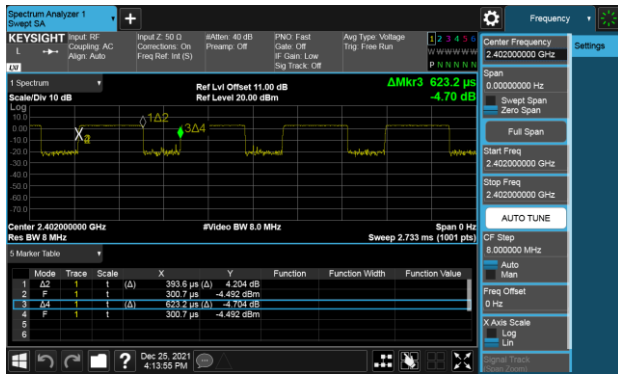 Spectrum Analyzer 1
Swept SA
+
Frequency
KEYSIGHT
Input: RF
Coupling: AC
Align: Auto
Input Z: 50 Ω
Corrections: On
Freq Ref: Int (S)
#Atten: 40 dB
Preamp: Off
PNO: Fast
Gate: Off
IF Gain: Low
Sig Track: Off
Avg Type: Voltage
Trig: Free Run
1 2 3 4 5 6
W W W W W W
P N N N N N
L
LXI
1 Spectrum
Scale/Div 10 dB
Ref Lvl Offset 11.00 dB
Ref Level 20.00 dBm
ΔMkr3 623.2 µs
-4.70 dB
Log
10.0
0.00
-10.0
-20.0
-30.0
-40.0
-50.0
-60.0
-70.0
1Δ2
3Δ4
Center 2.402000000 GHz
Res BW 8 MHz
#Video BW 8.0 MHz
Span 0 Hz
Sweep 2.733 ms (1001 pts)
5 Marker Table
Mode Trace Scale X Y Function Function Width Function Value
1 Δ2 1 t (Δ) 393.6 µs (Δ) 4.204 dB
2 F 1 t 300.7 µs -4.492 dBm
3 Δ4 1 t (Δ) 623.2 µs (Δ) -4.704 dB
4 F 1 t 300.7 µs -4.492 dBm
5
6
Dec 25, 2021
4:13:55 PM
Center Frequency
2.402000000 GHz
Settings
Span
0.00000000 Hz
Swept Span
Zero Span
Full Span
Start Freq
2.402000000 GHz
Stop Freq
2.402000000 GHz
AUTO TUNE
CF Step
8.000000 MHz
Auto
Man
Freq Offset
0 Hz
X Axis Scale
Log
Lin
Signal Track
(Span Zoom)